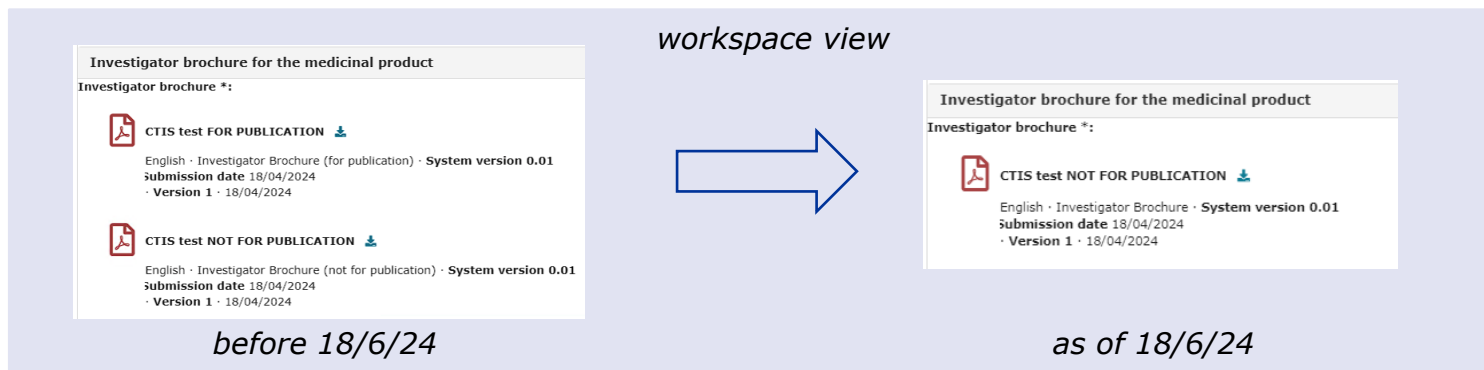 workspace view
Investigator brochure for the medicinal product
Investigator brochure *:
CTIS test FOR PUBLICATION
English · Investigator Brochure (for publication) · System version 0.01
Submission date 18/04/2024
· Version 1 · 18/04/2024
CTIS test NOT FOR PUBLICATION
English · Investigator Brochure (not for publication) · System version 0.01
Submission date 18/04/2024
· Version 1 · 18/04/2024
before 18/6/24
Investigator brochure for the medicinal product
Investigator brochure *:
CTIS test NOT FOR PUBLICATION
English · Investigator Brochure · System version 0.01
Submission date 18/04/2024
· Version 1 · 18/04/2024
as of 18/6/24